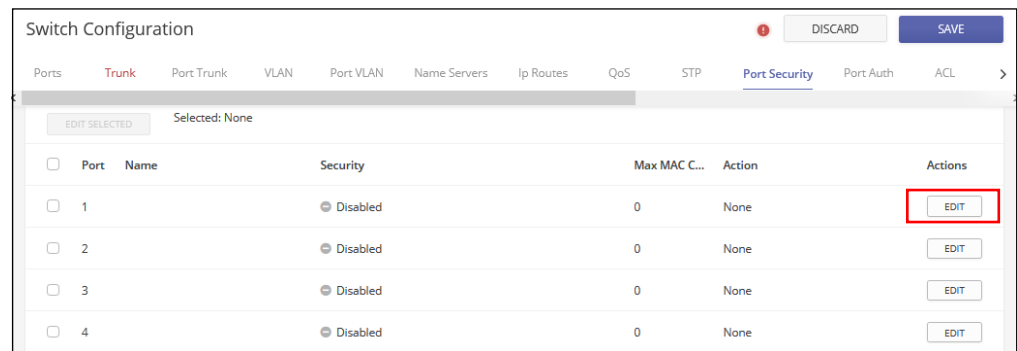 Switch Configuration DISCARD SAVE
Ports Trunk Port Trunk VLAN Port VLAN Name Servers Ip Routes QoS STP Port Security Port Auth ACL
EDIT SELECTED Selected: None
Port Name Security Max MAC C... Action Actions
1 Disabled 0 None EDIT
2 Disabled 0 None EDIT
3 Disabled 0 None EDIT
4 Disabled 0 None EDIT